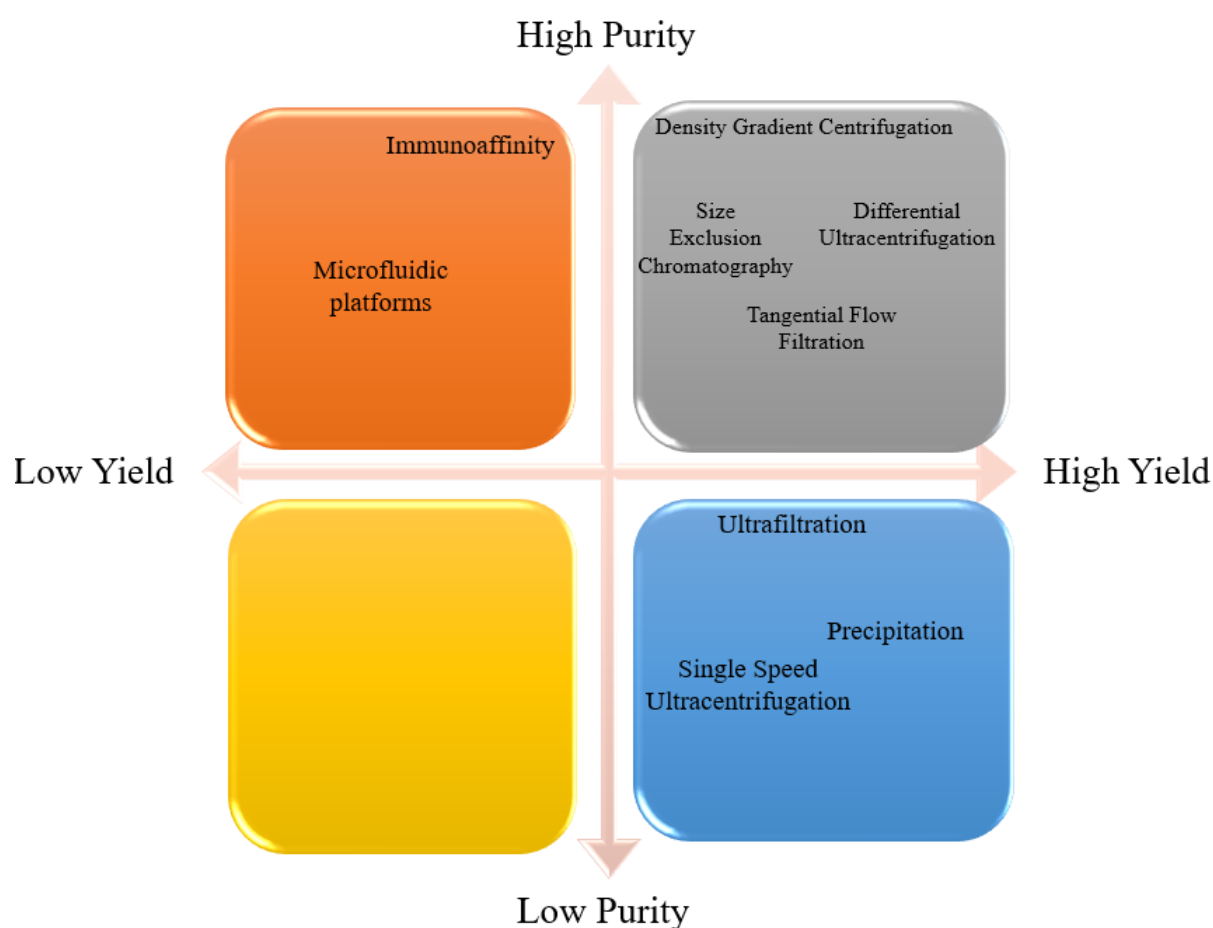 High Purity
Density Gradient Centrifugation
Immunoaffinity
Size
Exclusion
Chromatography
Differential
Ultracentrifugation
Microfluidic
platforms
Tangential Flow
Filtration
Low Yield
High Yield
Ultrafiltration
Precipitation
Single Speed
Ultracentrifugation
Low Purity